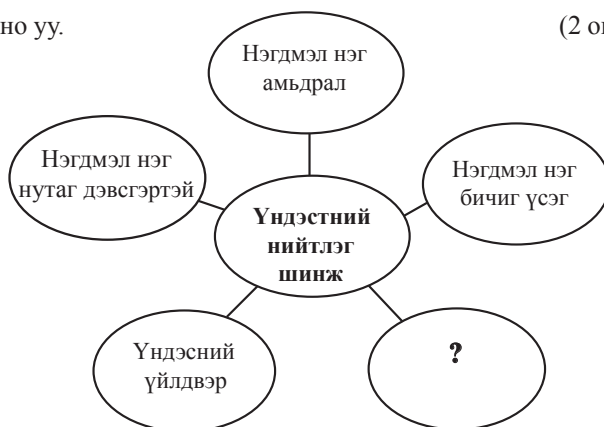 но уу.
(2 о
Нэгдмэл нэг
амьдрал
Нэгдмэл нэг
нутаг дэвсгэртэй
Нэгдмэл нэг
бичиг үсэг
Үндэстний
нийтлэг
шинж
Үндэсний
үйлдвэр
?